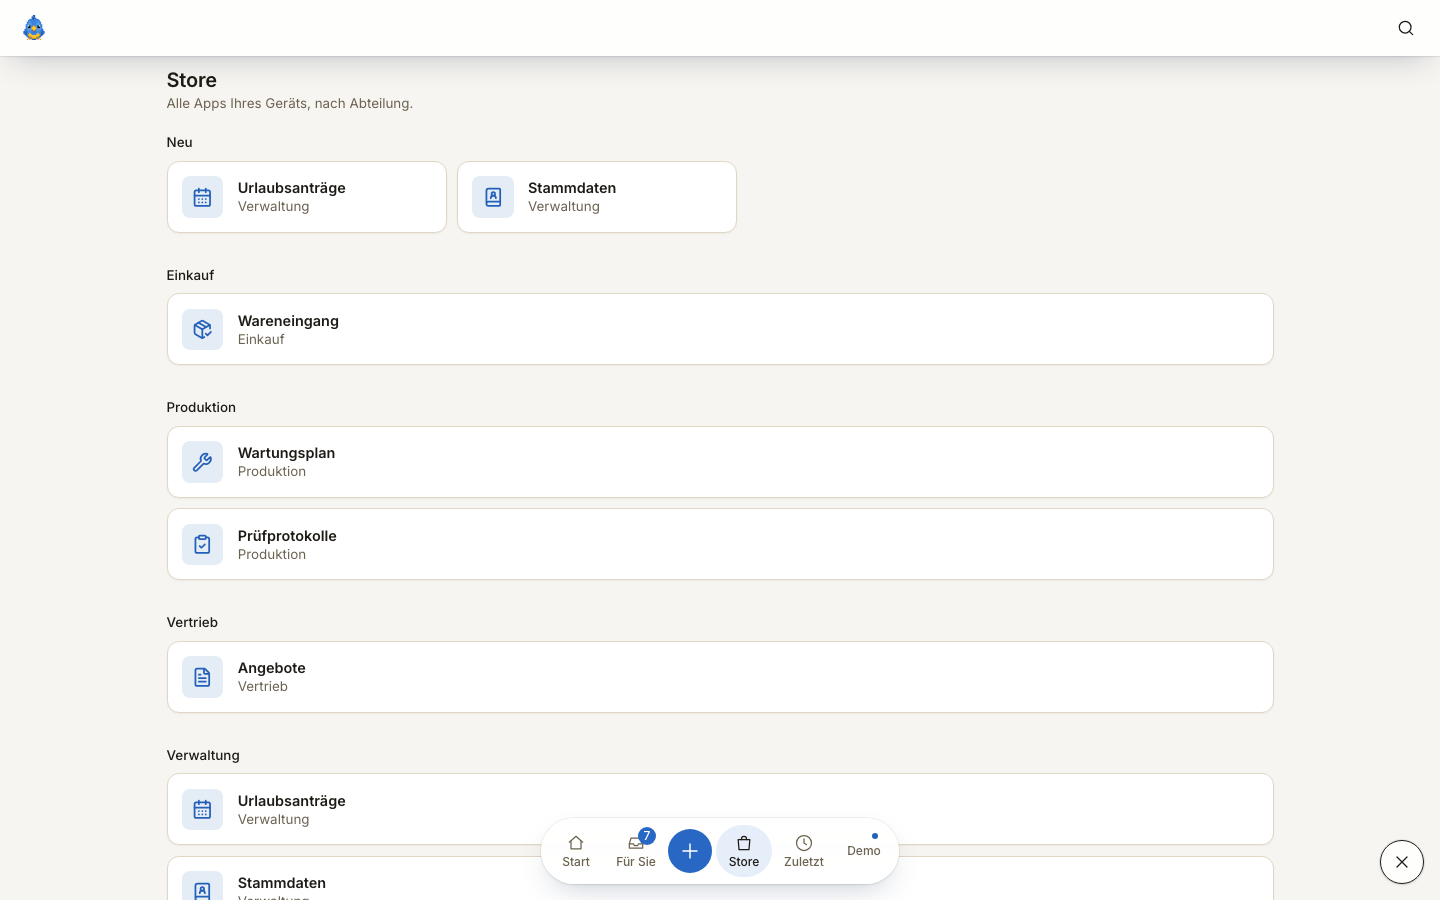 Store
Alle Apps Ihres Geräts, nach Abteilung.
Neu
Urlaubsanträge
Verwaltung
Stammdaten
Verwaltung
Einkauf
Wareneingang
Einkauf
Produktion
Wartungsplan
Produktion
Prüfprotokolle
Produktion
Vertrieb
Angebote
Vertrieb
Verwaltung
Urlaubsanträge
Verwaltung
Stammdaten
Verwaltung
Start
Für Sie
7
Store
Zuletzt
Demo